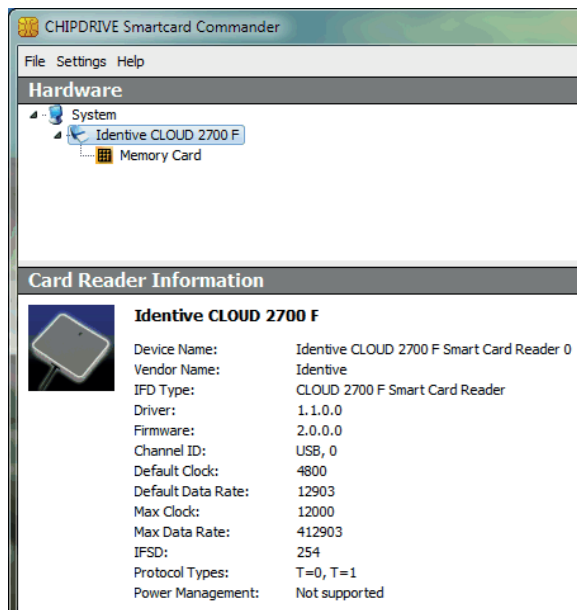 CHIPDRIVE Smartcard Commander
File Settings Help
Hardware
System
Identive CLOUD 2700 F
Memory Card
Card Reader Information
Identive CLOUD 2700 F
Device Name: Identive CLOUD 2700 F Smart Card Reader 0
Vendor Name: Identive
IFD Type: CLOUD 2700 F Smart Card Reader
Driver: 1.1.0.0
Firmware: 2.0.0.0
Channel ID: USB, 0
Default Clock: 4800
Default Data Rate: 12903
Max Clock: 12000
Max Data Rate: 412903
IFSD: 254
Protocol Types: T=0, T=1
Power Management: Not supported